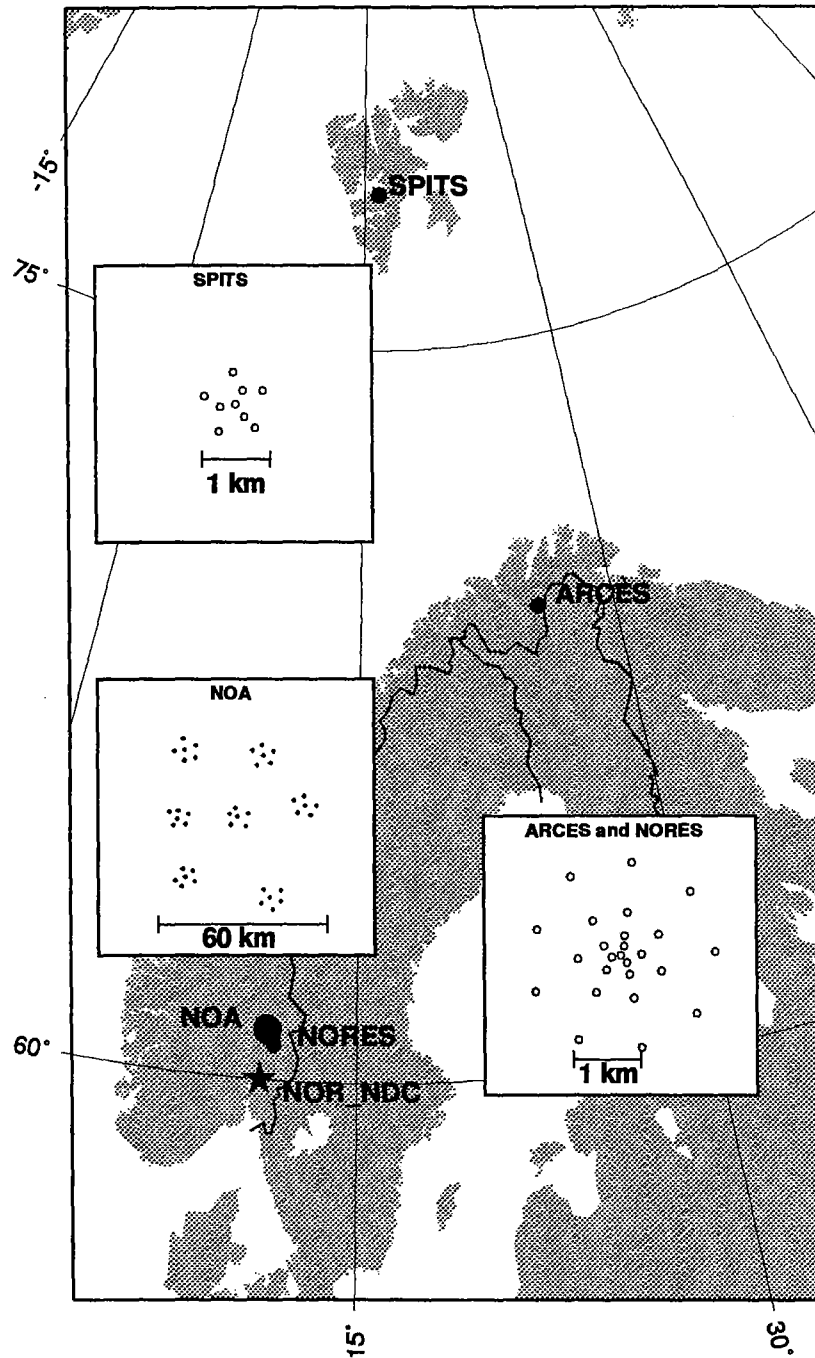 -15°
SPITS
75°
SPITS
1 km
ARCES
NOA
60 km
ARCES and NORES
1 km
NOA
NORES
60°
NOR_NDC
15°
30°